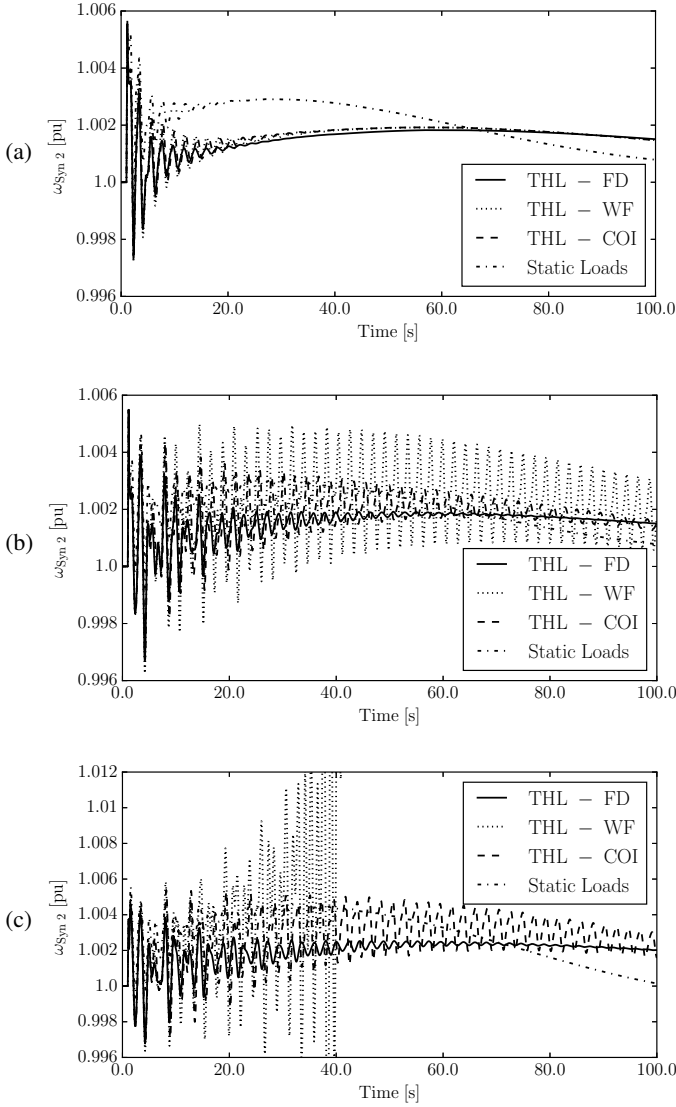 (a)
1.006
1.004
1.002
1.0
0.998
0.996
ωSyn 2 [pu]
THL − FD
THL − WF
THL − COI
Static Loads
0.0 20.0 40.0 60.0 80.0 100.0
Time [s]
(b)
1.006
1.004
1.002
1.0
0.998
0.996
ωSyn 2 [pu]
THL − FD
THL − WF
THL − COI
Static Loads
0.0 20.0 40.0 60.0 80.0 100.0
Time [s]
(c)
1.012
1.01
1.008
1.006
1.004
1.002
1.0
0.998
0.996
ωSyn 2 [pu]
THL − FD
THL − WF
THL − COI
Static Loads
0.0 20.0 40.0 60.0 80.0 100.0
Time [s]